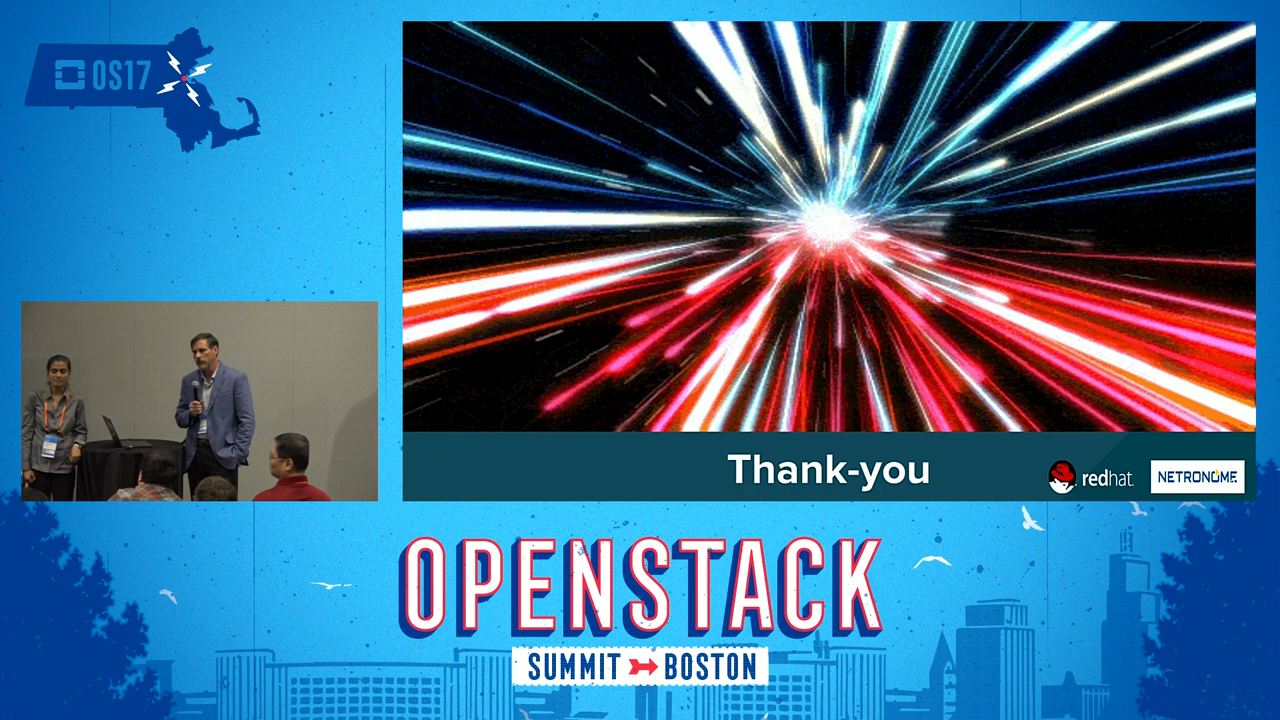 OS17
Thank-you
redhat.
NETRONOME
OPENSTACK
SUMMIT BOSTON